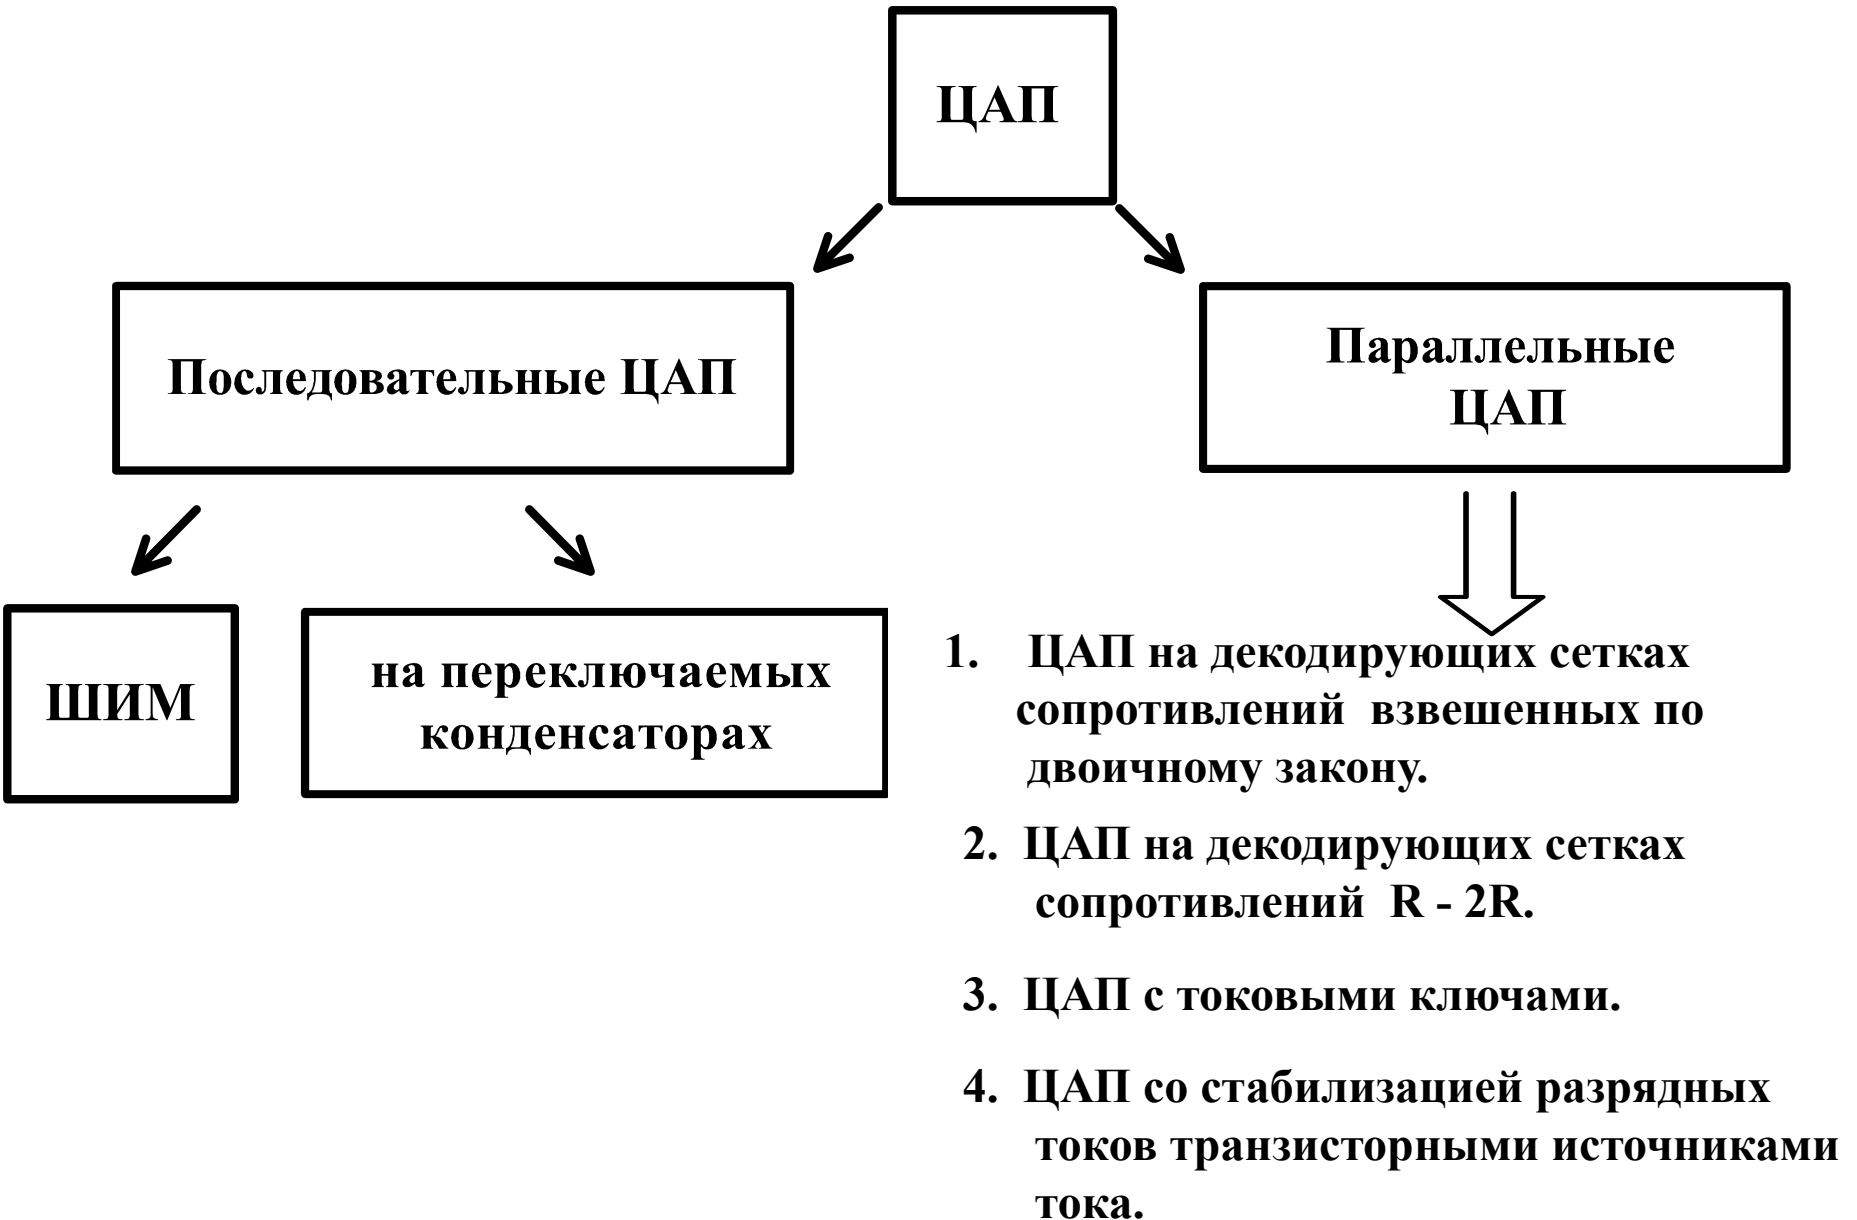 ЦАП
Последовательные ЦАП
Параллельные
ЦАП
ШИМ
на переключаемых
конденсаторах
1. ЦАП на декодирующих сетках
сопротивлений взвешенных по
двоичному закону.
2. ЦАП на декодирующих сетках
сопротивлений R - 2R.
3. ЦАП с токовыми ключами.
4. ЦАП со стабилизацией разрядных
токов транзисторными источниками
тока.